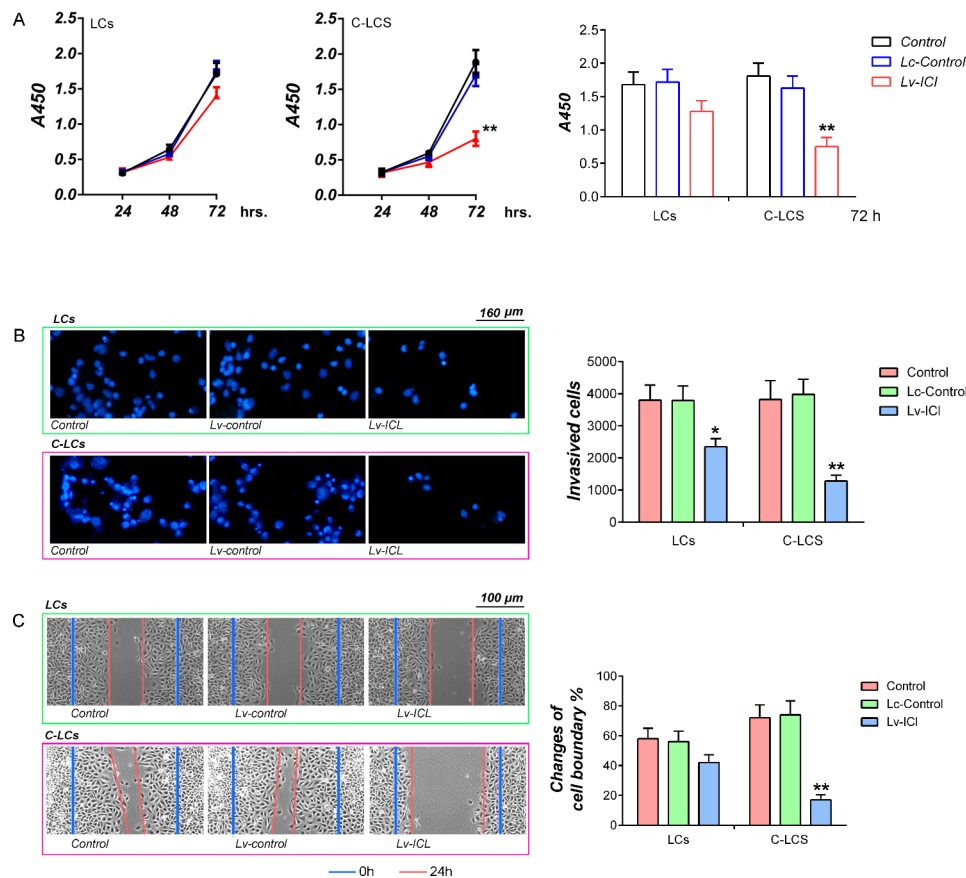 A
LCs
2.5
2.0
1.5
1.0
0.5
0.0
A450
24 48 72 hrs.
C-LCS
2.5
2.0
1.5
1.0
0.5
0.0
A450
**
24 48 72 hrs.
2.5
2.0
1.5
1.0
0.5
0.0
A450
Control
Lc-Control
Lv-ICl
**
LCs C-LCS 72 h
B
LCs 160 µm
Control Lv-control Lv-ICL
C-LCs
Control Lv-control Lv-ICL
5000
4000
3000
2000
1000
0
Invasived cells
Control
Lc-Control
Lv-ICl
*
**
LCs C-LCS
C
LCs 100 µm
Control Lv-control Lv-ICL
C-LCs
Control Lv-control Lv-ICL
0h 24h
100
80
60
40
20
0
Changes of
cell boundary %
Control
Lc-Control
Lv-ICl
**
LCs C-LCS